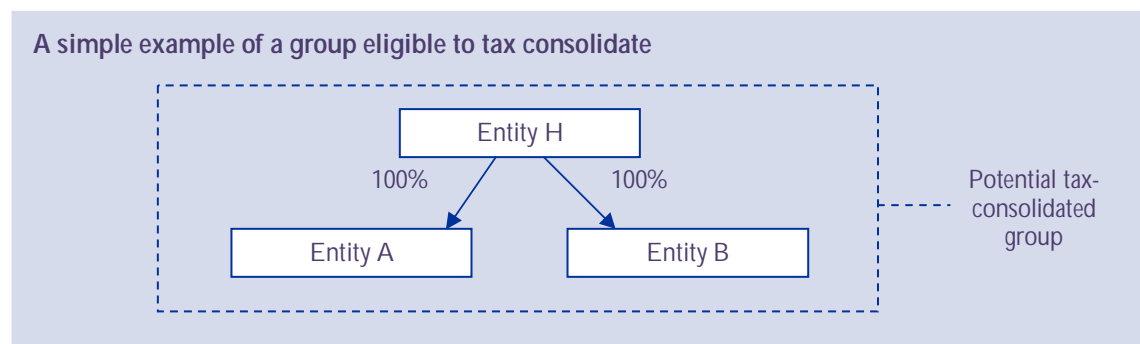 A simple example of a group eligible to tax consolidate
Entity H
100%
100%
Entity A
Entity B
Potential tax-
consolidated
group